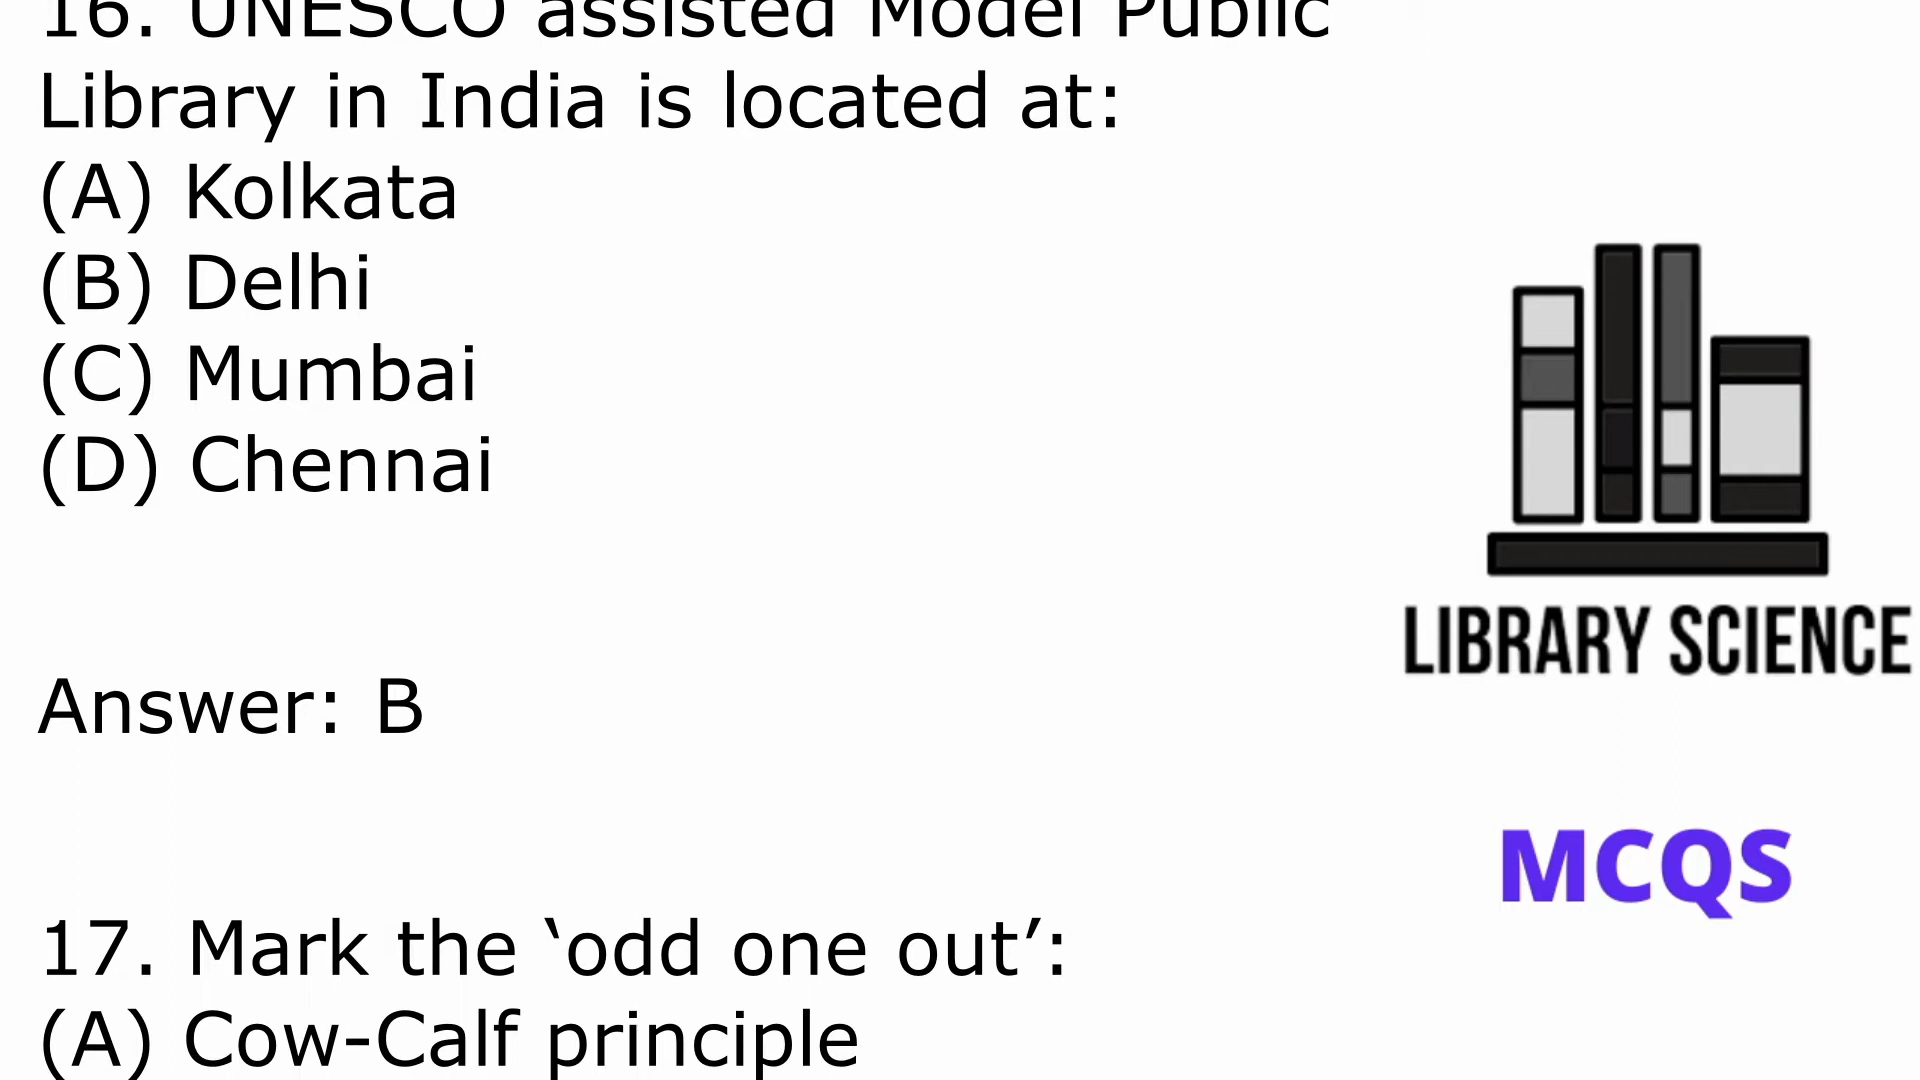 16. UNESCO assisted Model Public
Library in India is located at:
(A) Kolkata
(B) Delhi
(C) Mumbai
(D) Chennai
Answer: B
17. Mark the ‘odd one out’:
(A) Cow-Calf principle
LIBRARY SCIENCE
MCQS